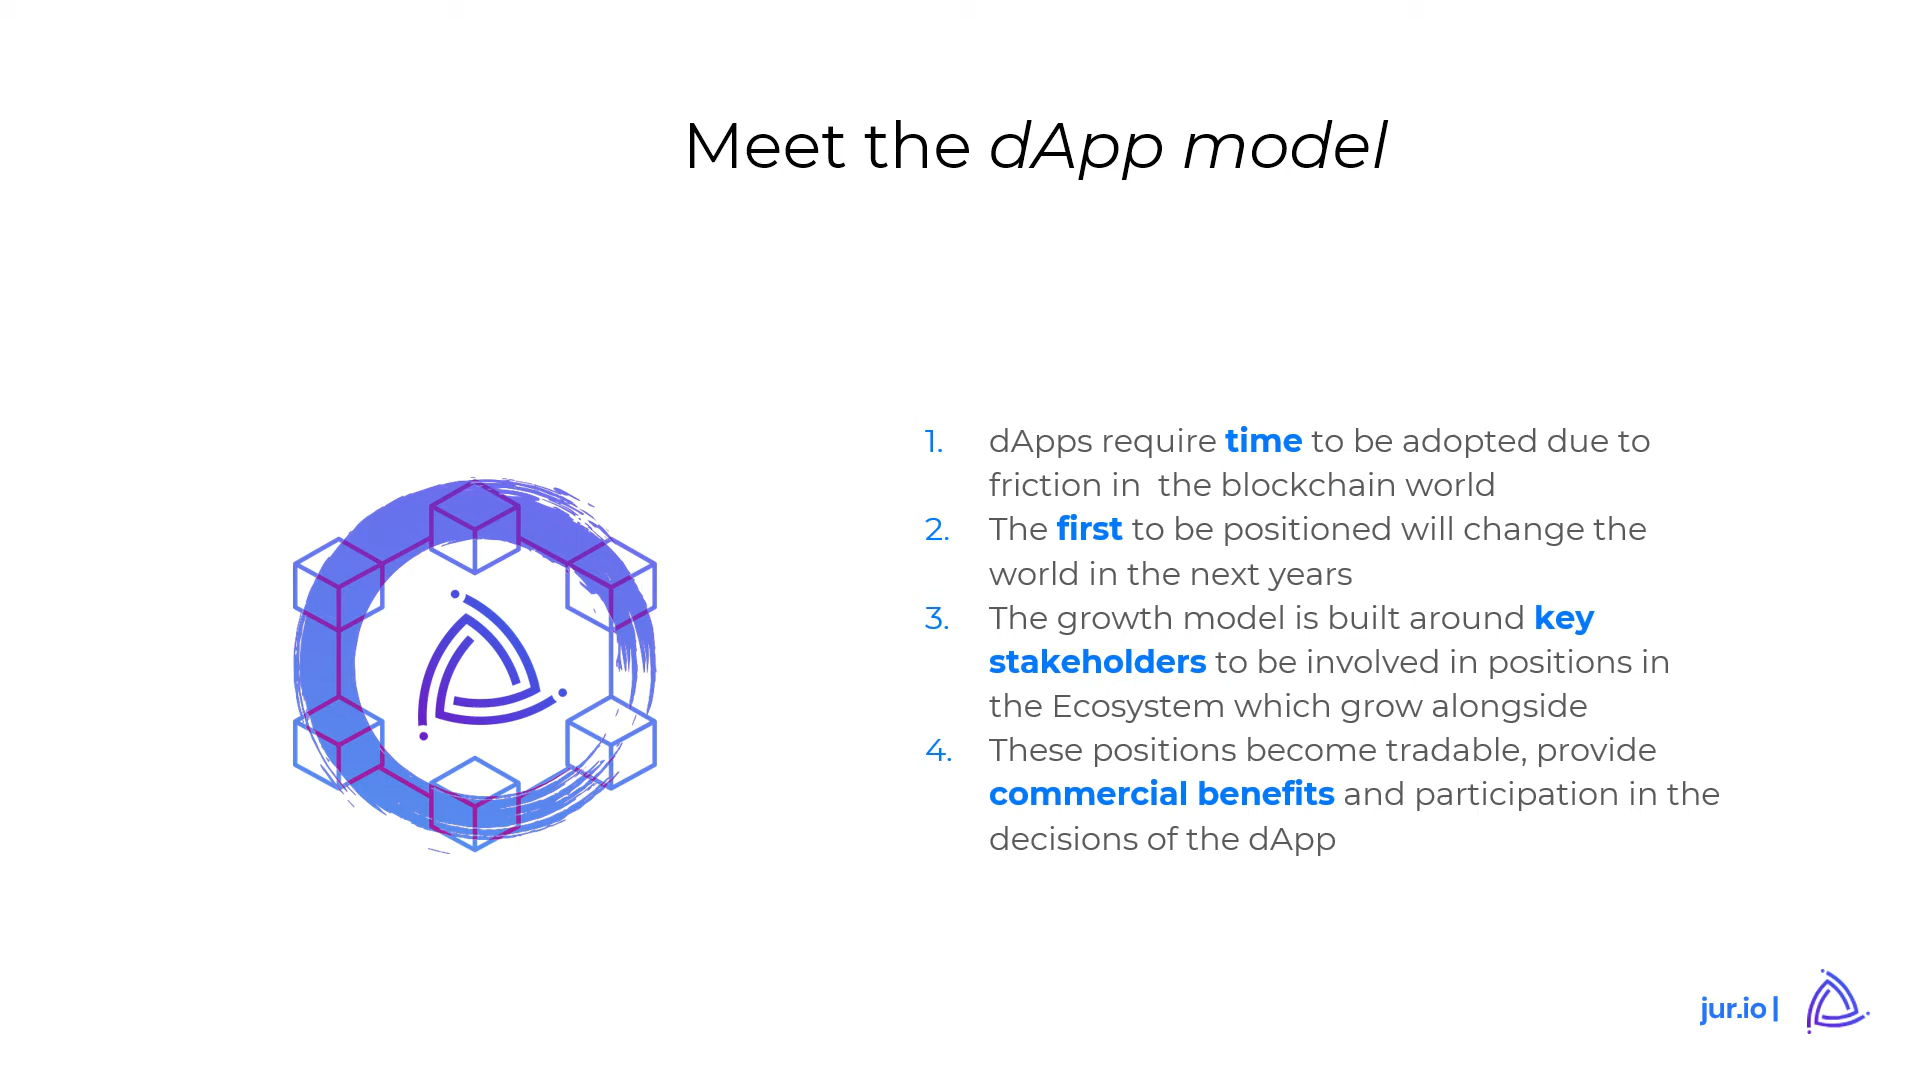 Meet the dApp model
1. dApps require time to be adopted due to
friction in  the blockchain world
2. The first to be positioned will change the
world in the next years
3. The growth model is built around key
stakeholders to be involved in positions in
the Ecosystem which grow alongside
4. These positions become tradable, provide
commercial benefits and participation in the
decisions of the dApp
jur.io |